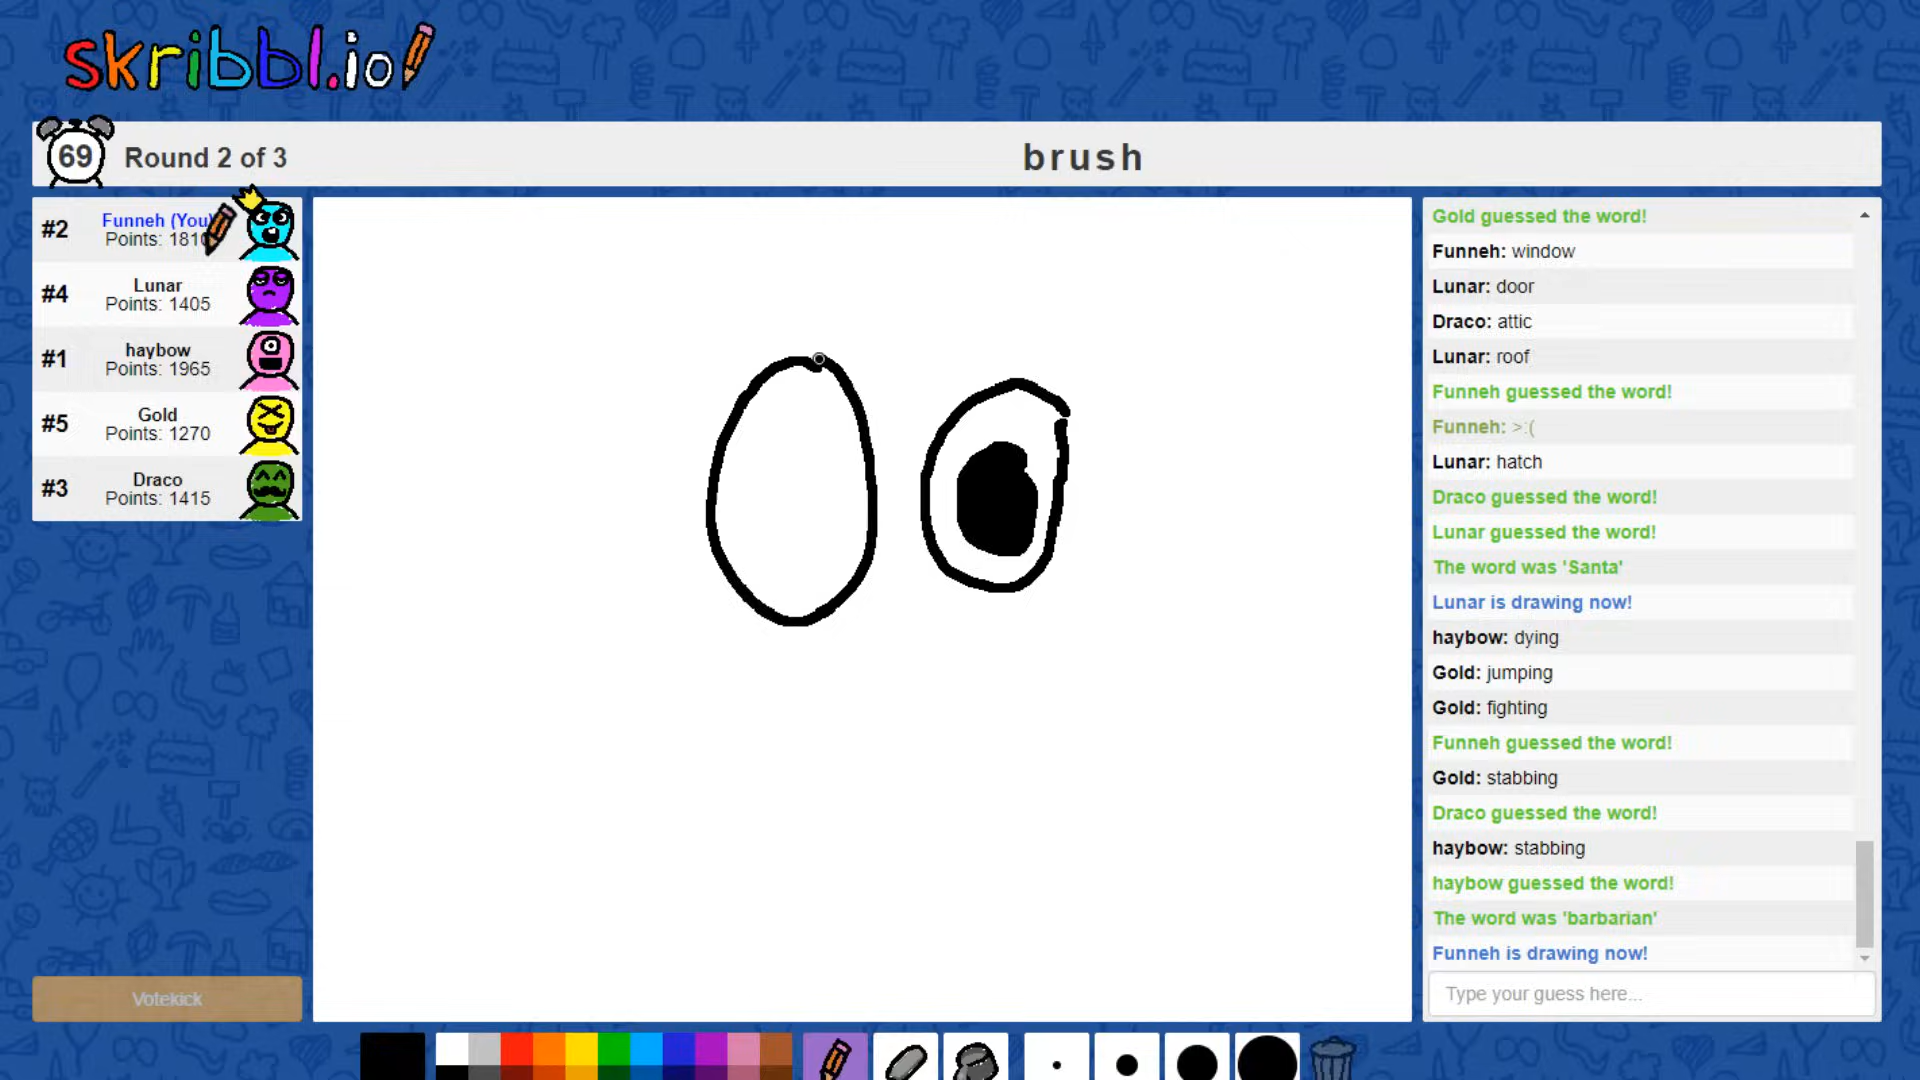 skribbl.io
69
Round 2 of 3
brush
#2
Funneh (You)
Points: 1810
#4
Lunar
Points: 1405
#1
haybow
Points: 1965
#5
Gold
Points: 1270
#3
Draco
Points: 1415
Votekick
Gold guessed the word!
Funneh: window
Lunar: door
Draco: attic
Lunar: roof
Funneh guessed the word!
Funneh: >:(
Lunar: hatch
Draco guessed the word!
Lunar guessed the word!
The word was 'Santa'
Lunar is drawing now!
haybow: dying
Gold: jumping
Gold: fighting
Funneh guessed the word!
Gold: stabbing
Draco guessed the word!
haybow: stabbing
haybow guessed the word!
The word was 'barbarian'
Funneh is drawing now!
Type your guess here...